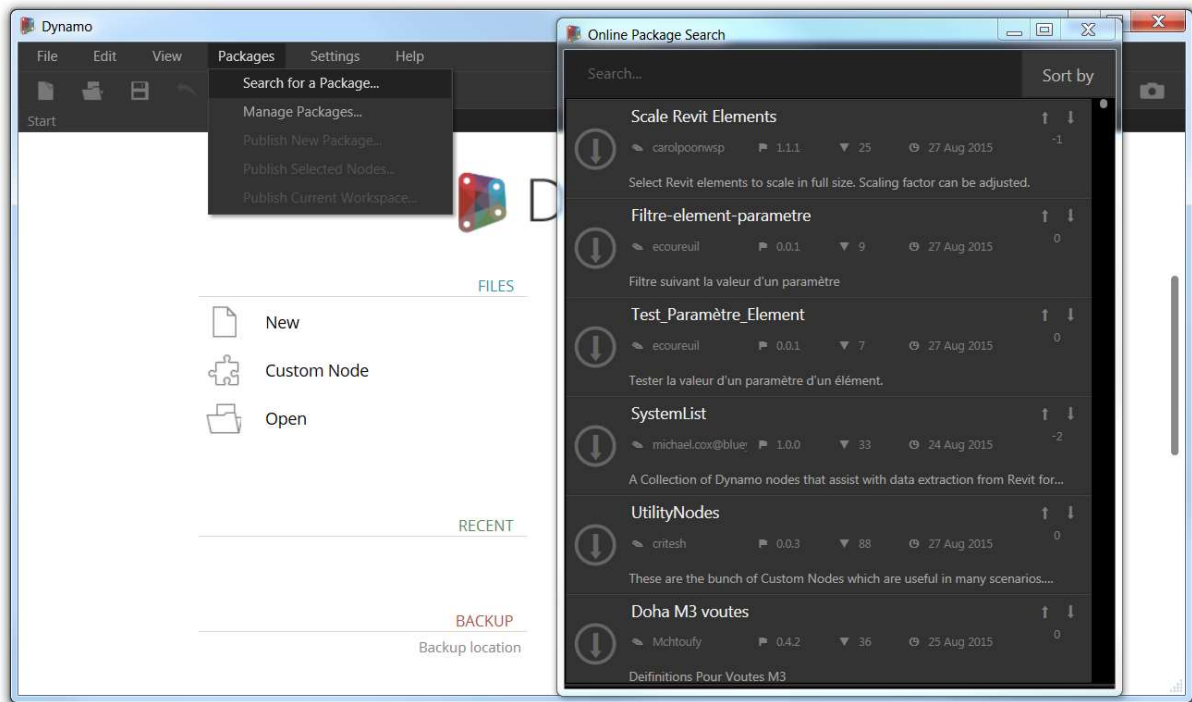 Dynamo
File Edit View Packages Settings Help
Search for a Package...
Manage Packages...
Publish New Package...
Publish Selected Nodes...
Publish Current Workspace...
Start
D
FILES
New
Custom Node
Open
RECENT
BACKUP
Backup location
Online Package Search
Search...
Sort by
Scale Revit Elements
carolpoonwsp 1.1.1 25 27 Aug 2015
-1
Select Revit elements to scale in full size. Scaling factor can be adjusted.
Filtre-element-parametre
ecoureuil 0.0.1 9 27 Aug 2015
0
Filtre suivant la valeur d'un paramètre
Test_Paramètre_Element
ecoureuil 0.0.1 7 27 Aug 2015
0
Tester la valeur d'un paramètre d'un élément.
SystemList
michael.cox@blue 1.0.0 33 24 Aug 2015
-2
A Collection of Dynamo nodes that assist with data extraction from Revit for...
UtilityNodes
critesh 0.0.3 88 27 Aug 2015
0
These are the bunch of Custom Nodes which are useful in many scenarios....
Doha M3 voutes
Mchtoufy 0.4.2 36 25 Aug 2015
0
Deifinitions Pour Voutes M3